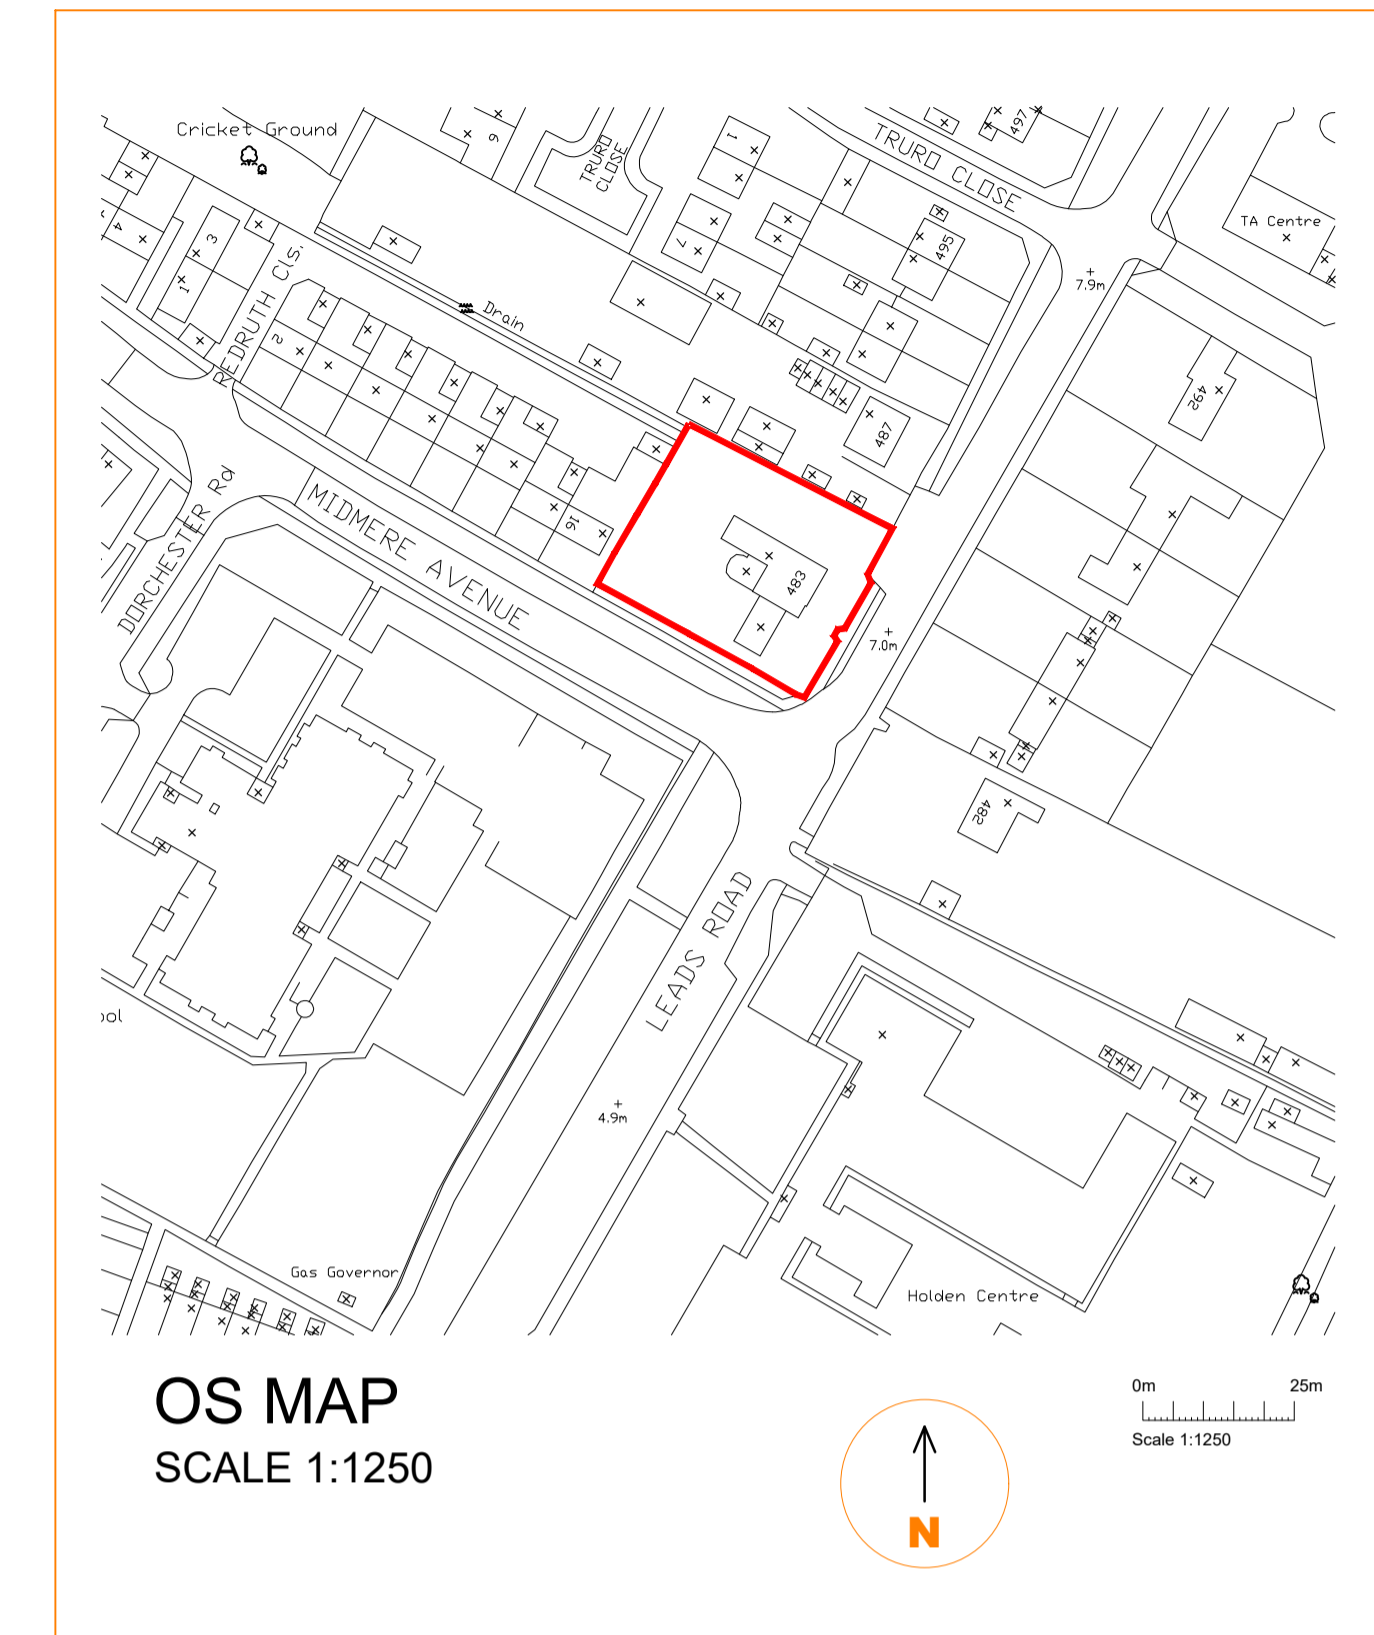 Cricket Ground
9
TRURO
CLOSE
1
TRURO CLOSE
497
TA Centre
4
3
1
7
495
7.9m
REDRUTH Cls.
2
Drain
492
487
DORCHESTER Rd
MIDMERE AVENUE
16
483
7.0m
482
LEADS ROAD
ool
4.9m
Gas Governor
Holden Centre
OS MAP
SCALE 1:1250
N
0m 25m
Scale 1:1250